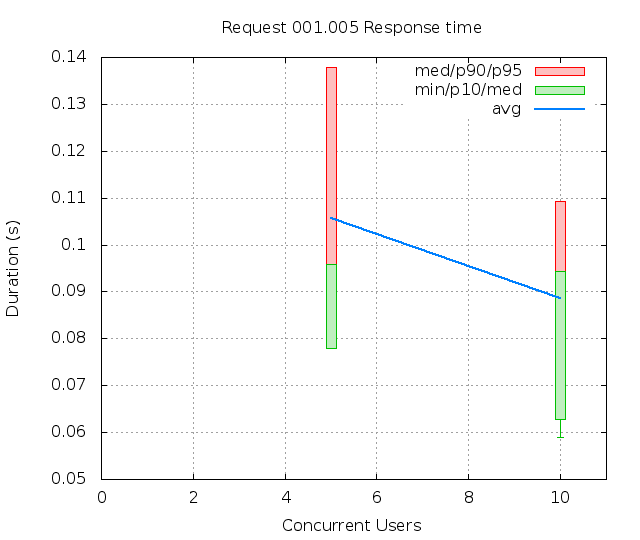 Request 001.005 Response time
med/p90/p95
min/p10/med
avg
0.14
0.13
0.12
0.11
0.1
0.09
0.08
0.07
0.06
0.05
Duration (s)
0 2 4 6 8 10
Concurrent Users